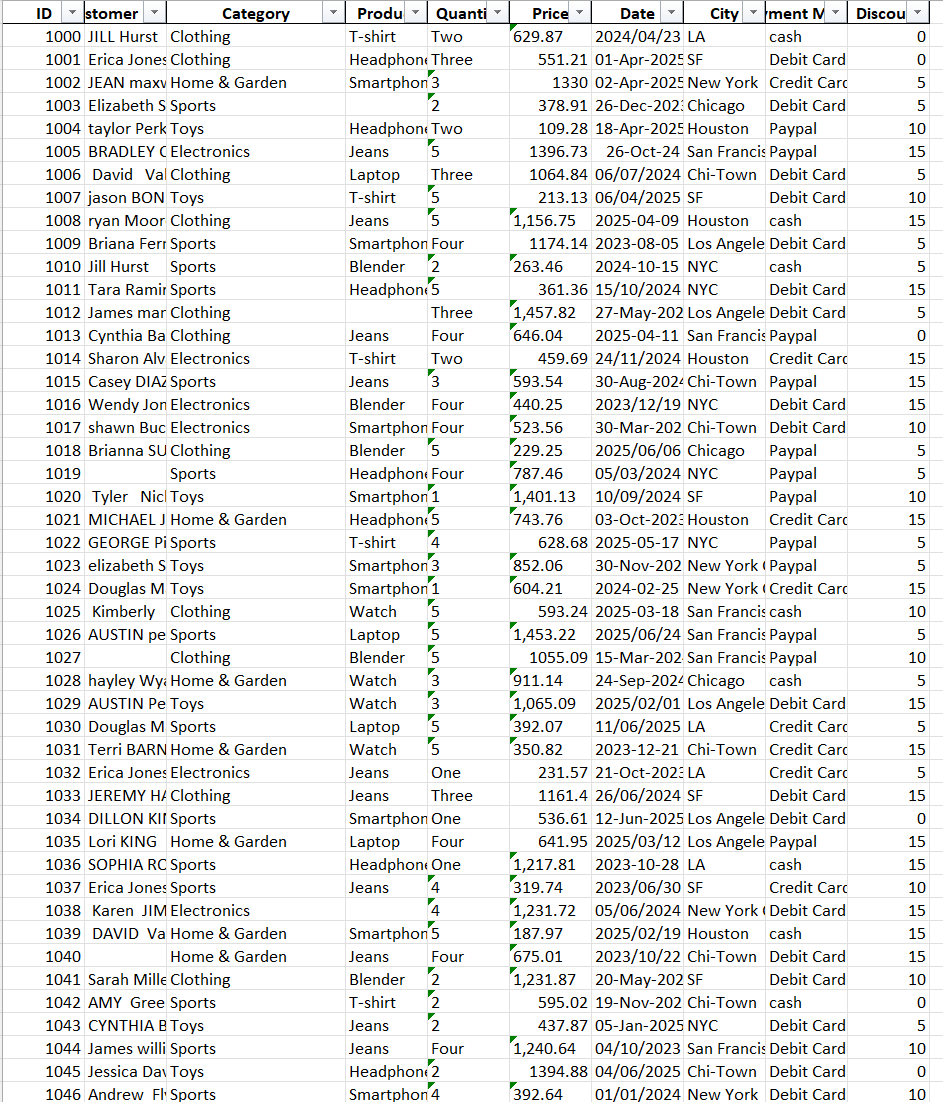 ID stomer Category Produ Quanti Price Date City ment M Discou
1000 JILL Hurst Clothing T-shirt Two 629.87 2024/04/23 LA cash 0
1001 Erica Jones Clothing Headphone Three 551.21 01-Apr-2025 SF Debit Card 0
1002 JEAN maxw Home & Garden Smartphon 3 1330 02-Apr-2025 New York Credit Card 5
1003 Elizabeth S Sports 2 378.91 26-Dec-2023 Chicago Debit Card 5
1004 taylor Perk Toys Headphone Two 109.28 18-Apr-2025 Houston Paypal 10
1005 BRADLEY C Electronics Jeans 5 1396.73 26-Oct-24 San Francis Paypal 15
1006 David Val Clothing Laptop Three 1064.84 06/07/2024 Chi-Town Debit Card 5
1007 jason BON Toys T-shirt 5 213.13 06/04/2025 SF Debit Card 10
1008 ryan Moor Clothing Jeans 5 1,156.75 2025-04-09 Houston cash 15
1009 Briana Ferr Sports Smartphon Four 1174.14 2023-08-05 Los Angele Debit Card 5
1010 Jill Hurst Sports Blender 2 263.46 2024-10-15 NYC cash 5
1011 Tara Ramir Sports Headphone 5 361.36 15/10/2024 NYC Debit Card 15
1012 James mar Clothing Three 1,457.82 27-May-202 Los Angele Debit Card 5
1013 Cynthia Ba Clothing Jeans Four 646.04 2025-04-11 San Francis Paypal 0
1014 Sharon Alv Electronics T-shirt Two 459.69 24/11/2024 Houston Credit Card 15
1015 Casey DIAZ Sports Jeans 3 593.54 30-Aug-2024 Chi-Town Paypal 15
1016 Wendy Jon Electronics Blender Four 440.25 2023/12/19 NYC Debit Card 15
1017 shawn Buc Electronics Smartphon Four 523.56 30-Mar-202 Chi-Town Debit Card 10
1018 Brianna SU Clothing Blender 5 229.25 2025/06/06 Chicago Paypal 5
1019 Sports Headphone Four 787.46 05/03/2024 NYC Paypal 5
1020 Tyler Nicl Toys Smartphon 1 1,401.13 10/09/2024 SF Paypal 10
1021 MICHAEL J Home & Garden Headphone 5 743.76 03-Oct-2023 Houston Credit Card 15
1022 GEORGE Pi Sports T-shirt 4 628.68 2025-05-17 NYC Paypal 5
1023 elizabeth S Toys Smartphon 3 852.06 30-Nov-202 New York C Paypal 5
1024 Douglas M Toys Smartphon 1 604.21 2024-02-25 New York C Credit Card 15
1025 Kimberly Clothing Watch 5 593.24 2025-03-18 San Francis cash 10
1026 AUSTIN pe Sports Laptop 5 1,453.22 2025/06/24 San Francis Paypal 5
1027 Clothing Blender 5 1055.09 15-Mar-202 San Francis Paypal 10
1028 hayley Wya Home & Garden Watch 3 911.14 24-Sep-2024 Chicago cash 5
1029 AUSTIN Pe Toys Watch 3 1,065.09 2025/02/01 Los Angele Debit Card 15
1030 Douglas M Sports Laptop 5 392.07 11/06/2025 LA Credit Card 5
1031 Terri BARN Home & Garden Watch 5 350.82 2023-12-21 Chi-Town Credit Card 15
1032 Erica Jones Electronics Jeans One 231.57 21-Oct-2023 LA Credit Card 5
1033 JEREMY HA Clothing Jeans Three 1161.4 26/06/2024 SF Debit Card 15
1034 DILLON KIN Sports Smartphon One 536.61 12-Jun-2025 Los Angele Debit Card 0
1035 Lori KING Home & Garden Laptop Four 641.95 2025/03/12 Los Angele Paypal 15
1036 SOPHIA RO Sports Headphone One 1,217.81 2023-10-28 LA cash 15
1037 Erica Jones Sports Jeans 4 319.74 2023/06/30 SF Credit Card 10
1038 Karen JIM Electronics 4 1,231.72 05/06/2024 New York C Debit Card 15
1039 DAVID Va Home & Garden Smartphon 5 187.97 2025/02/19 Houston cash 15
1040 Home & Garden Jeans Four 675.01 2023/10/22 Chi-Town Debit Card 15
1041 Sarah Mille Clothing Blender 2 1,231.87 20-May-202 SF Debit Card 10
1042 AMY Gree Sports T-shirt 2 595.02 19-Nov-202 Chi-Town cash 0
1043 CYNTHIA B Toys Jeans 2 437.87 05-Jan-2025 NYC Debit Card 5
1044 James willi Sports Jeans Four 1,240.64 04/10/2023 San Francis Debit Card 10
1045 Jessica Dav Toys Headphone 2 1394.88 04/06/2025 Chi-Town Debit Card 0
1046 Andrew Fly Sports Smartphon 4 392.64 01/01/2024 New York Debit Card 10